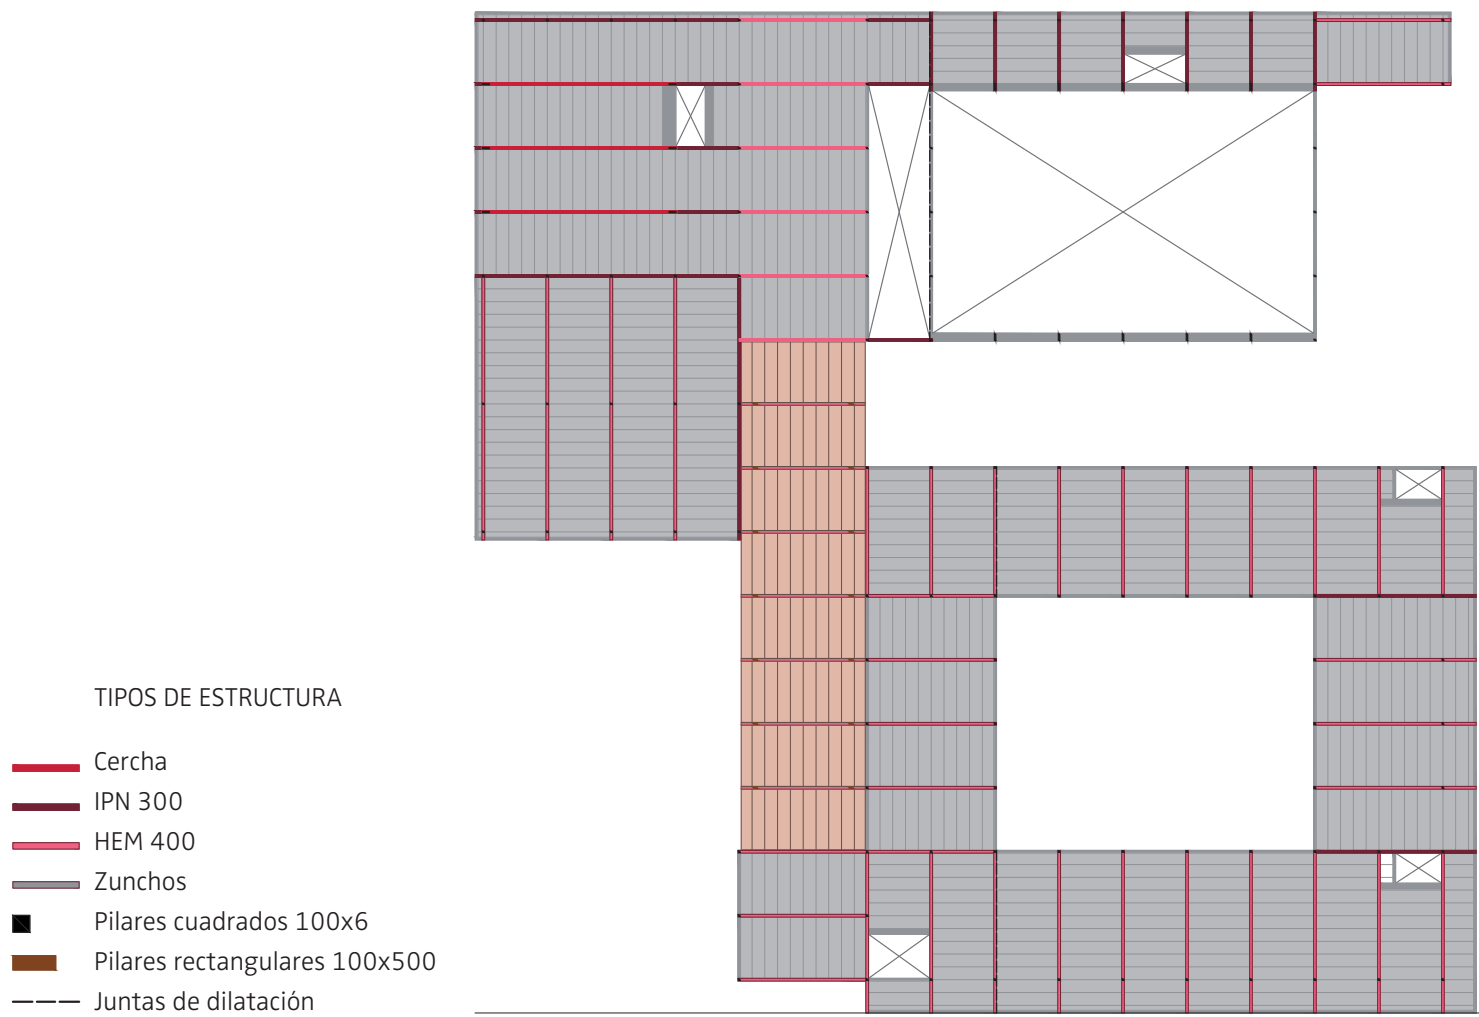 TIPOS DE ESTRUCTURA
Cercha
IPN 300
HEM 400
Zunchos
Pilares cuadrados 100x6
Pilares rectangulares 100x500
Juntas de dilatación